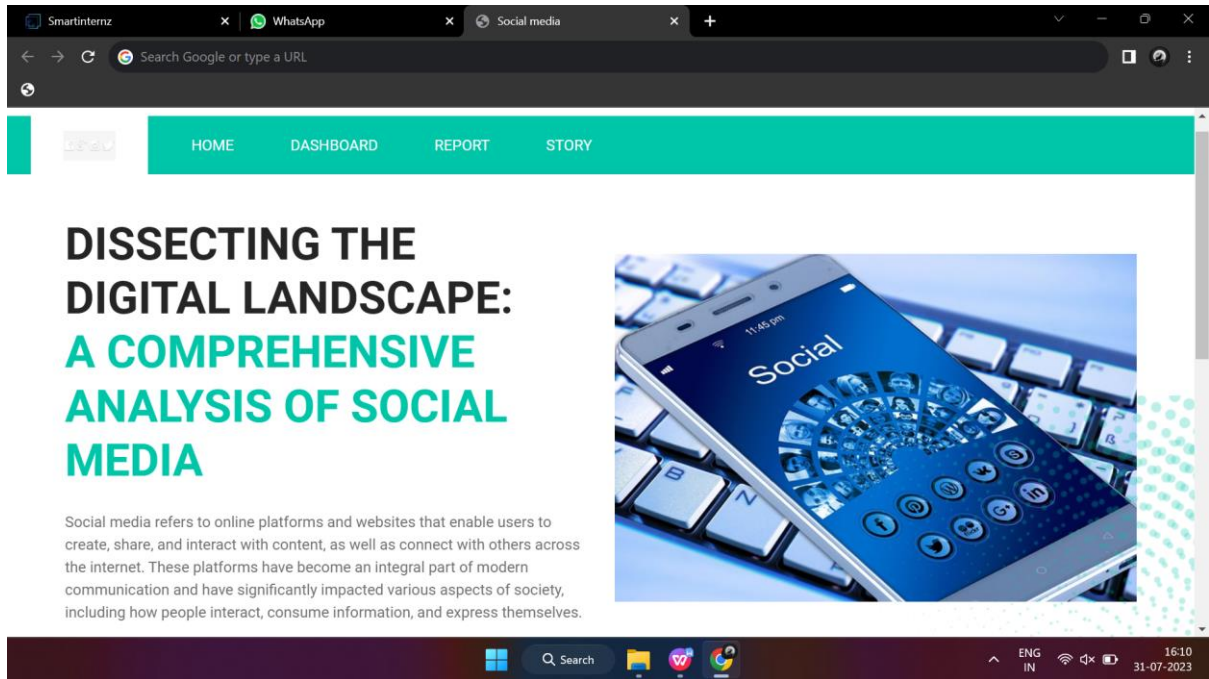 Smartinternz
WhatsApp
Social media
Search Google or type a URL
HOME DASHBOARD REPORT STORY
DISSECTING THE
DIGITAL LANDSCAPE:
A COMPREHENSIVE
ANALYSIS OF SOCIAL
MEDIA
Social media refers to online platforms and websites that enable users to
create, share, and interact with content, as well as connect with others across
the internet. These platforms have become an integral part of modern
communication and have significantly impacted various aspects of society,
including how people interact, consume information, and express themselves.
11:45 pm
Social
B
N
Search
ENG
IN
16:10
31-07-2023